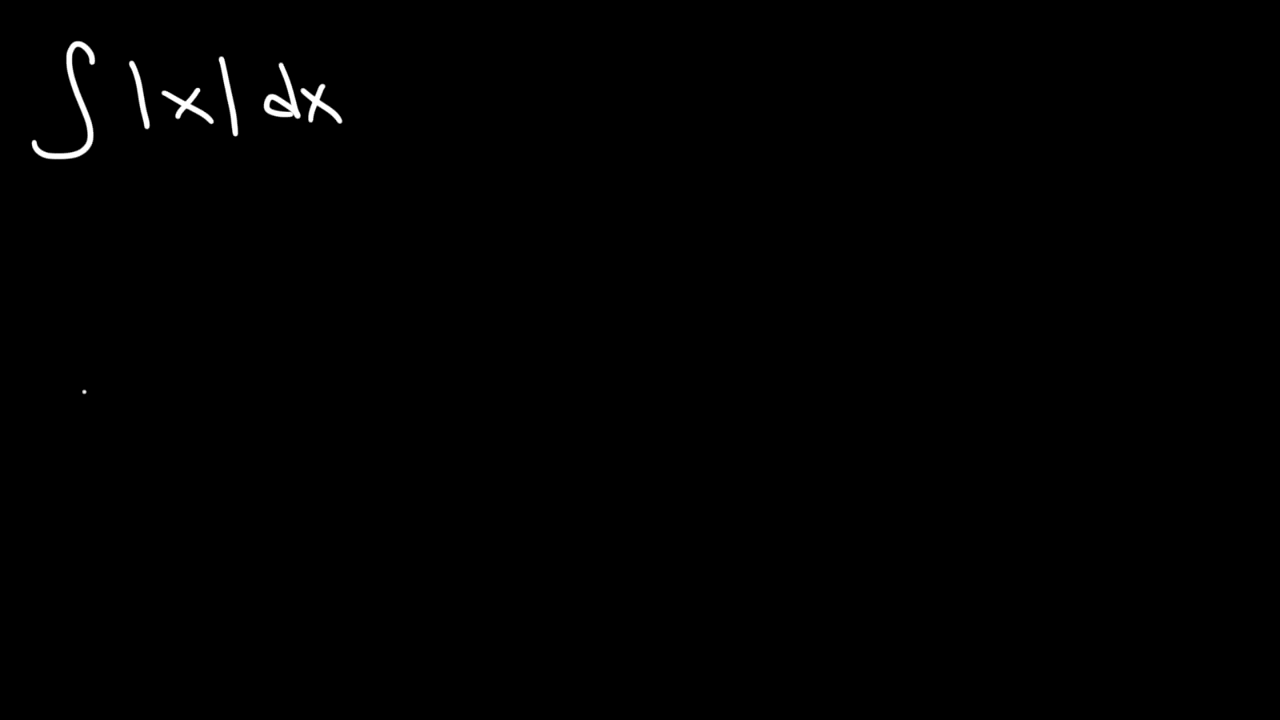 ∫ |x| dx